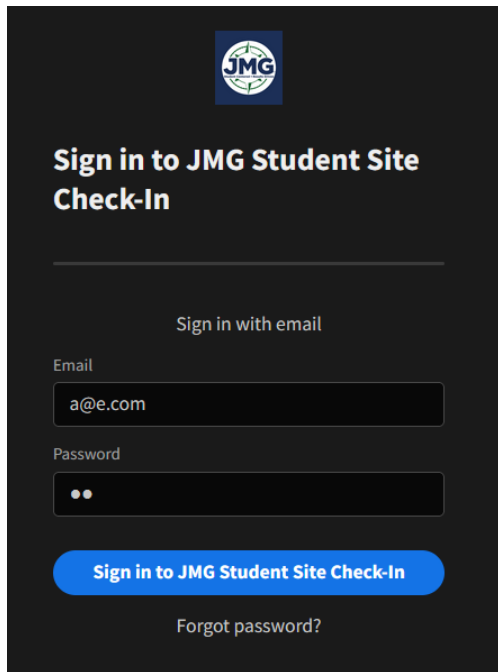 JMG
Sign in to JMG Student Site
Check-In
Sign in with email
Email
a@e.com
Password
●●
Sign in to JMG Student Site Check-In
Forgot password?